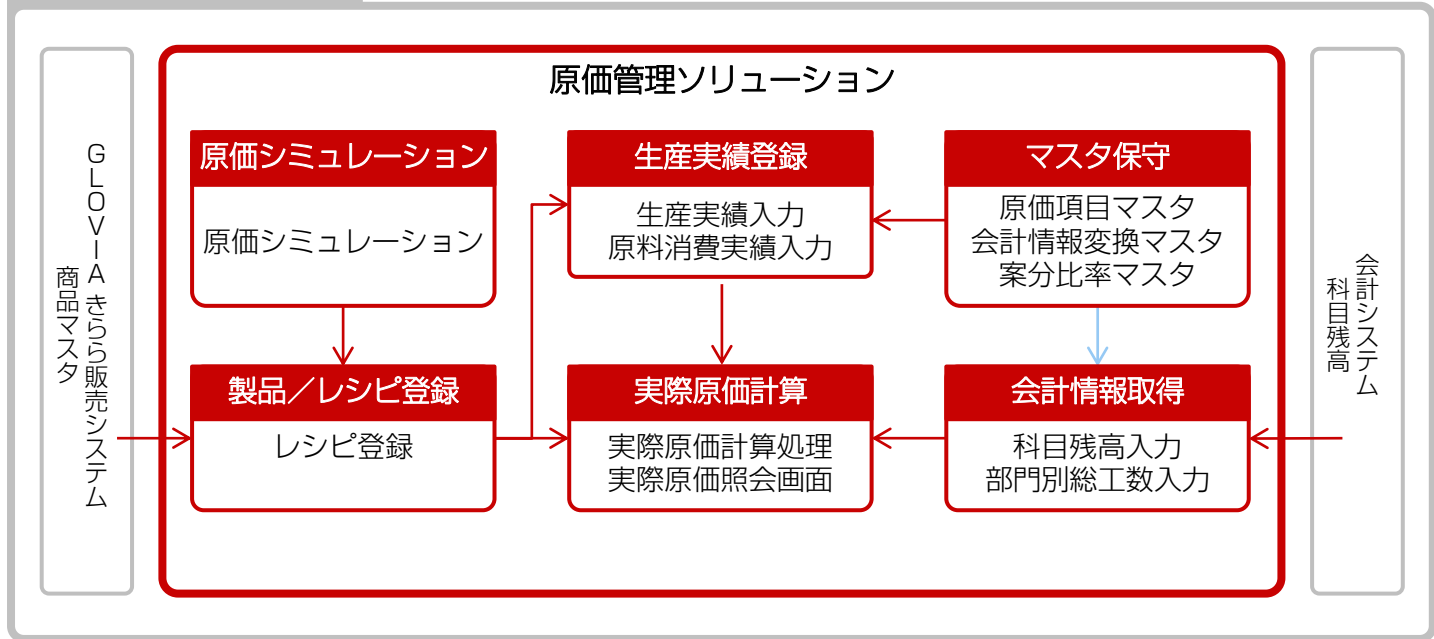 原価管理ソリューション
GLOVIAきらら販売システム
商品マスタ
原価シミュレーション
原価シミュレーション
生産実績登録
生産実績入力
原料消費実績入力
マスタ保守
原価項目マスタ
会計情報変換マスタ
案分比率マスタ
製品／レシピ登録
レシピ登録
実際原価計算
実際原価計算処理
実際原価照会画面
会計情報取得
科目残高入力
部門別総工数入力
会計システム
科目残高